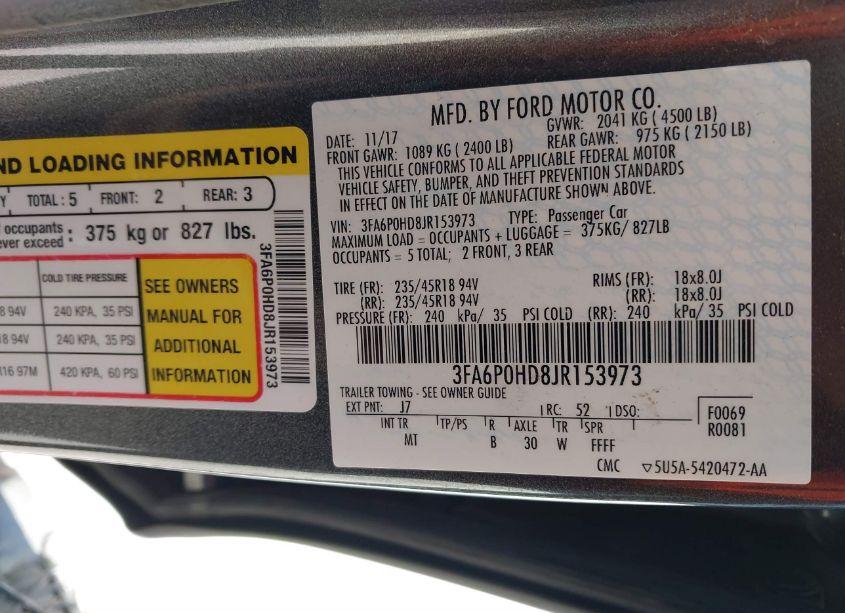 ND LOADING INFORMATION
Y TOTAL: 5 FRONT: 2 REAR: 3
occupants
ever exceed: 375 kg or 827 lbs.
COLD TIRE PRESSURE
8 94V 240 KPA, 35 PSI
18 94V 240 KPA, 35 PSI
R16 97M 420 KPA, 60 PSI
SEE OWNERS
MANUAL FOR
ADDITIONAL
INFORMATION
3FA6P0HD8JR153973
MFD. BY FORD MOTOR CO.
DATE: 11/17 GVWR: 2041 KG (4500 LB)
FRONT GAWR: 1089 KG (2400 LB) REAR GAWR: 975 KG (2150 LB)
THIS VEHICLE CONFORMS TO ALL APPLICABLE FEDERAL MOTOR
VEHICLE SAFETY, BUMPER, AND THEFT PREVENTION STANDARDS
IN EFFECT ON THE DATE OF MANUFACTURE SHOWN ABOVE.
VIN: 3FA6P0HD8JR153973 TYPE: Passenger Car
MAXIMUM LOAD = OCCUPANTS + LUGGAGE = 375KG/ 827LB
OCCUPANTS = 5 TOTAL; 2 FRONT, 3 REAR
TIRE (FR): 235/45R18 94V RIMS (FR): 18x8.0J
(RR): 235/45R18 94V (RR): 18x8.0J
PRESSURE (FR): 240 kPa/ 35 PSI COLD (RR): 240 kPa/ 35 PSI COLD
3FA6P0HD8JR153973
TRAILER TOWING - SEE OWNER GUIDE
EXT PNT: J7 RC: 52 DSO: F0069
INT TR TP/PS R AXLE TR SPR R0081
MT B 30 W FFFF
CMC ▽5U5A-5420472-AA